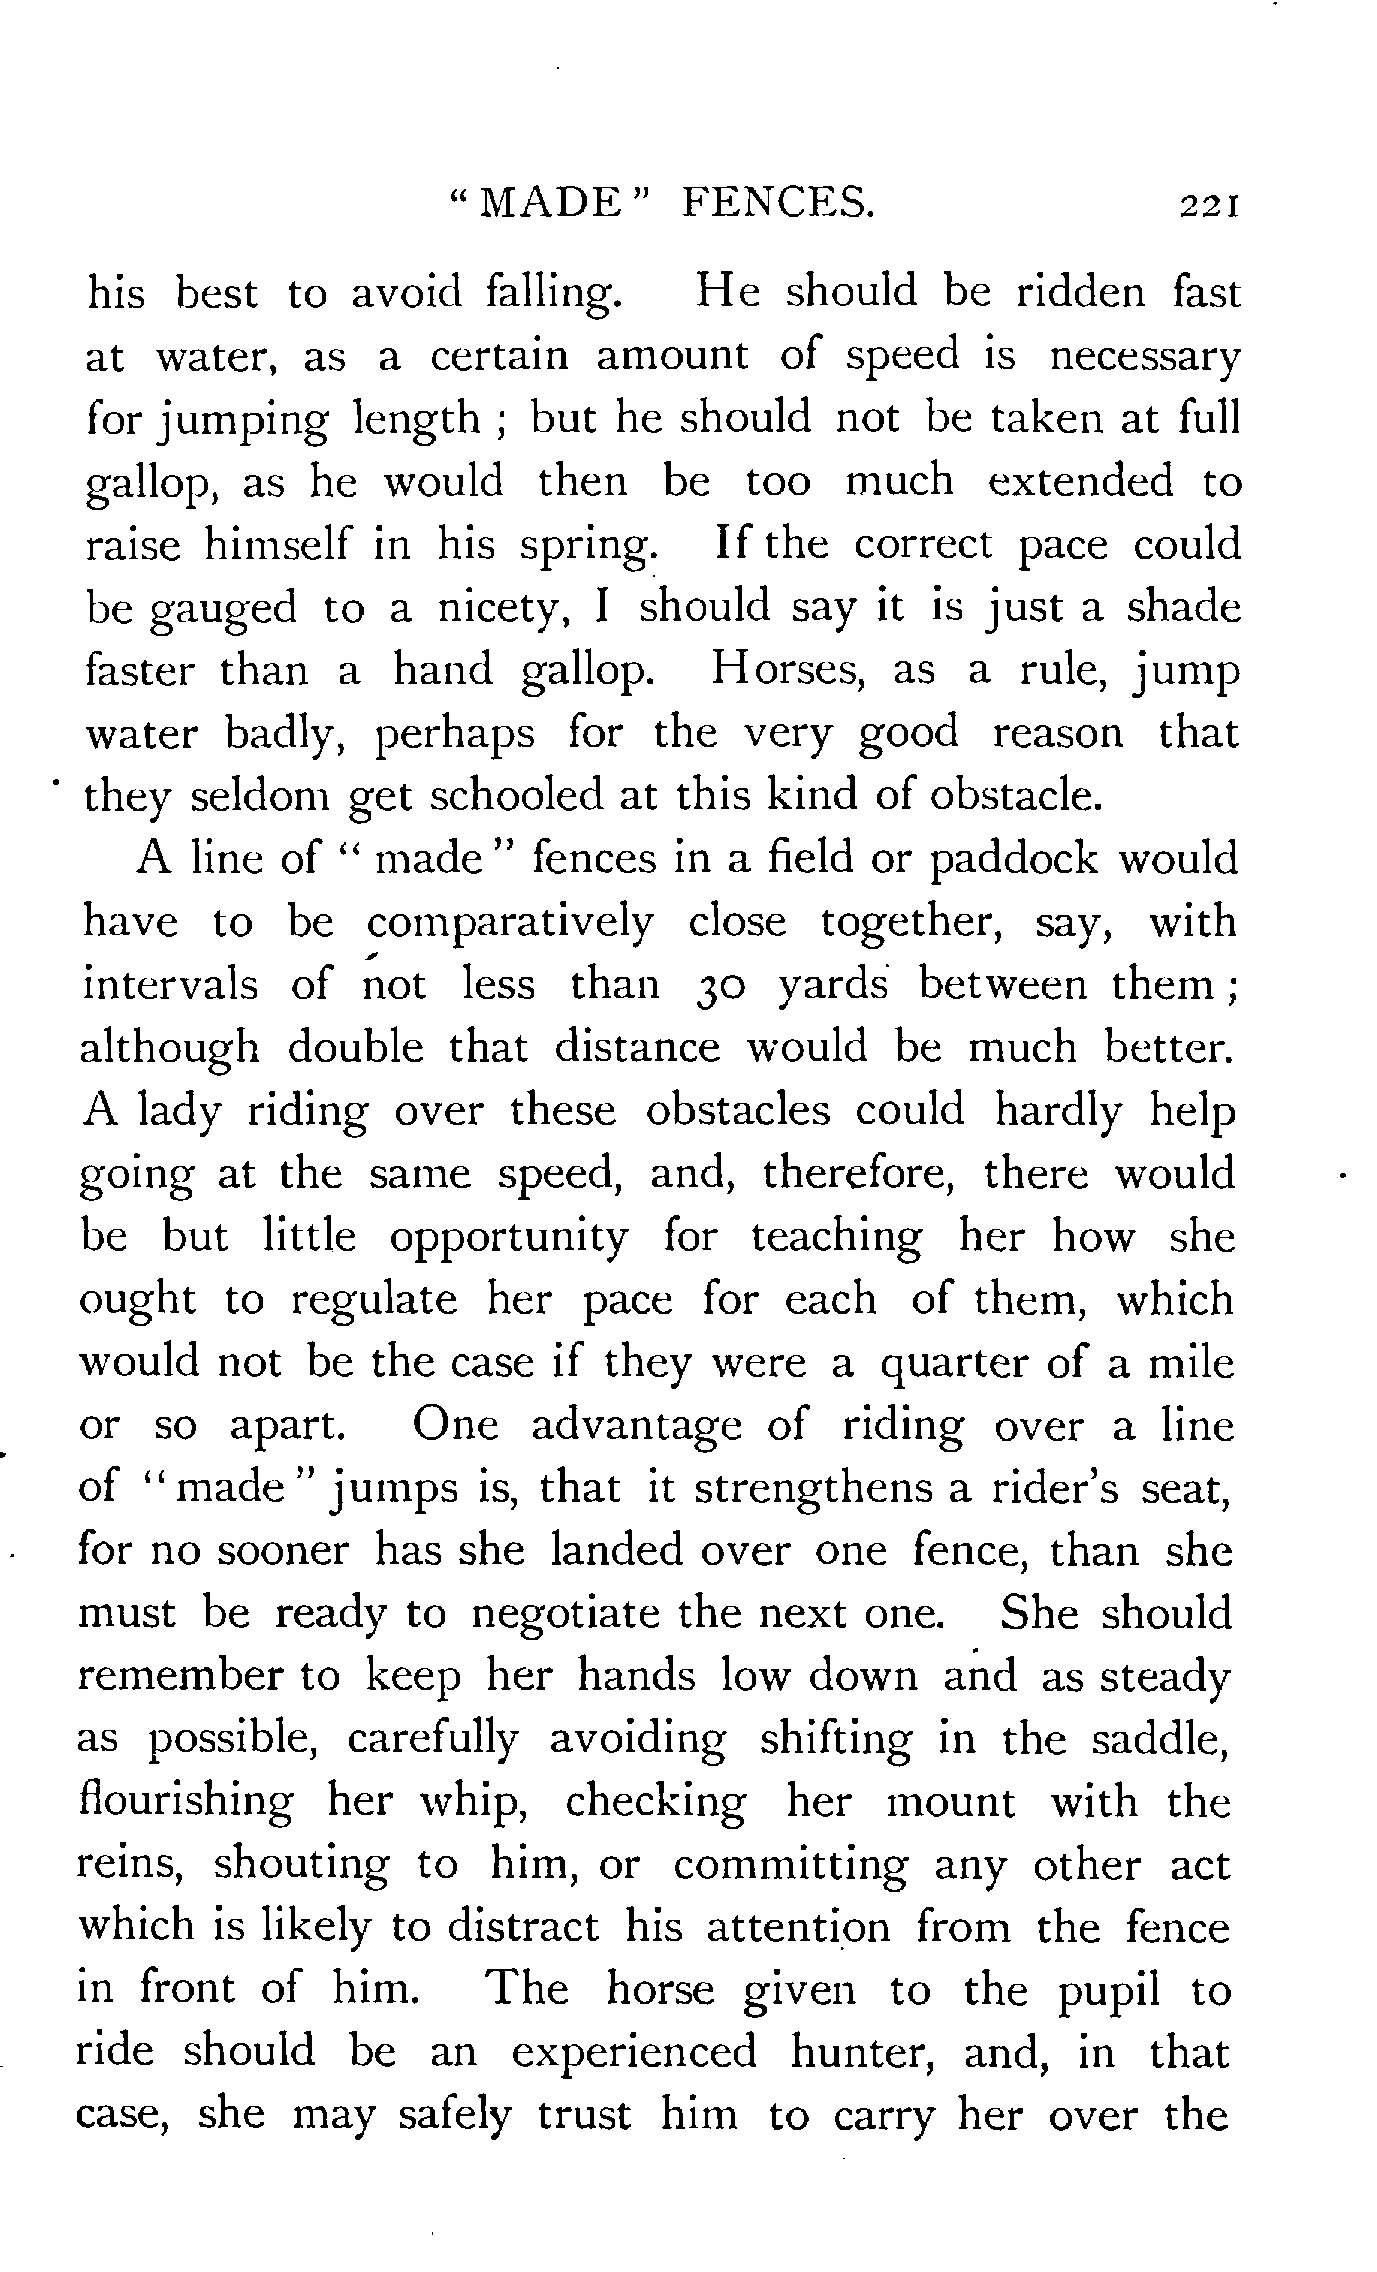 " MADE " FENCES. 221
his best to avoid falling. He should be ridden fast
at water, as a certain amount of speed is necessary
for jumping length ; but he should not be taken at full
gallop, as he would then be too much extended to
raise himself in his spring. If the correct pace could
be gauged to a nicety, I should say it is just a shade
faster than a hand gallop. Horses, as a rule, jump
water badly, perhaps for the very good reason that
they seldom get schooled at this kind of obstacle.
A line of " made " fences in a field or paddock would
have to be comparatively close together, say, with
intervals of not less than 30 yards between them ;
although double that distance would be much better.
A lady riding over these obstacles could hardly help
going at the same speed, and, therefore, there would
be but little opportunity for teaching her how she
ought to regulate her pace for each of them, which
would not be the case if they were a quarter of a mile
or so apart. One advantage of riding over a line
of " made " jumps is, that it strengthens a rider's seat,
for no sooner has she landed over one fence, than she
must be ready to negotiate the next one. She should
remember to keep her hands low down and as steady
as possible, carefully avoiding shifting in the saddle,
flourishing her whip, checking her mount with the
reins, shouting to him, or committing any other act
which is likely to distract his attention from the fence
in front of him. The horse given to the pupil to
ride should be an experienced hunter, and, in that
case, she may safely trust him to carry her over the